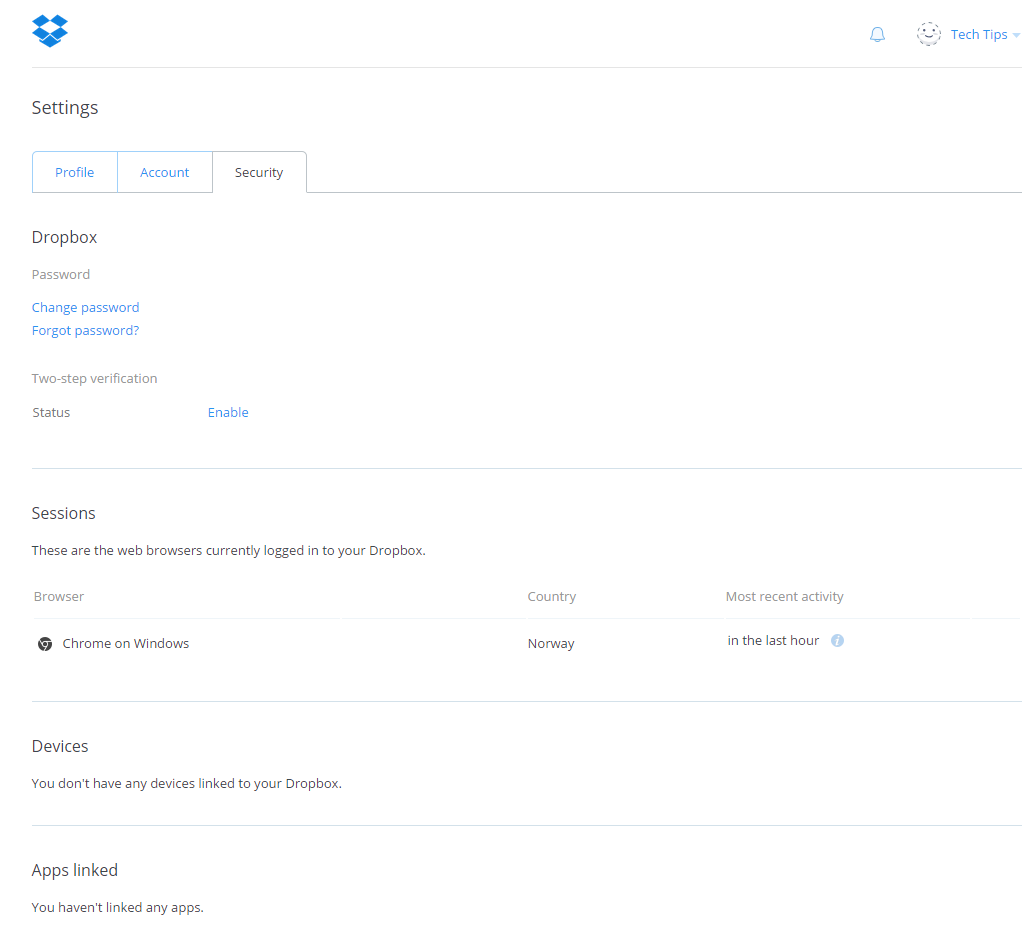 Tech Tips
Settings
Profile Account Security
Dropbox
Password
Change password
Forgot password?
Two-step verification
Status Enable
Sessions
These are the web browsers currently logged in to your Dropbox.
Browser Country Most recent activity
Chrome on Windows Norway in the last hour i
Devices
You don't have any devices linked to your Dropbox.
Apps linked
You haven't linked any apps.